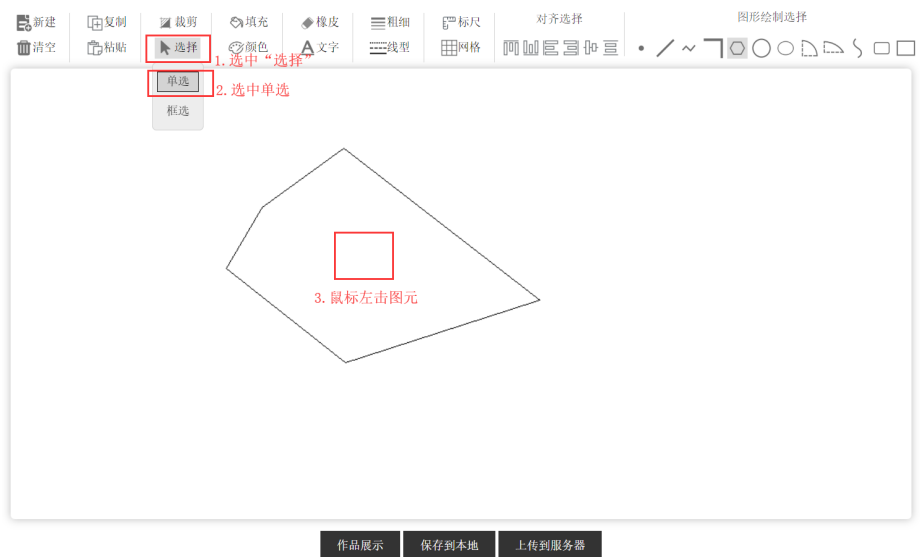 新建 复制 裁剪 填充 橡皮 粗细 标尺 对齐选择 图形绘制选择
清空 粘贴 选择 颜色 文字 线型 网格
1.选中“选择”
单选
2.选中单选
框选
3.鼠标左击图元
作品展示 保存到本地 上传到服务器